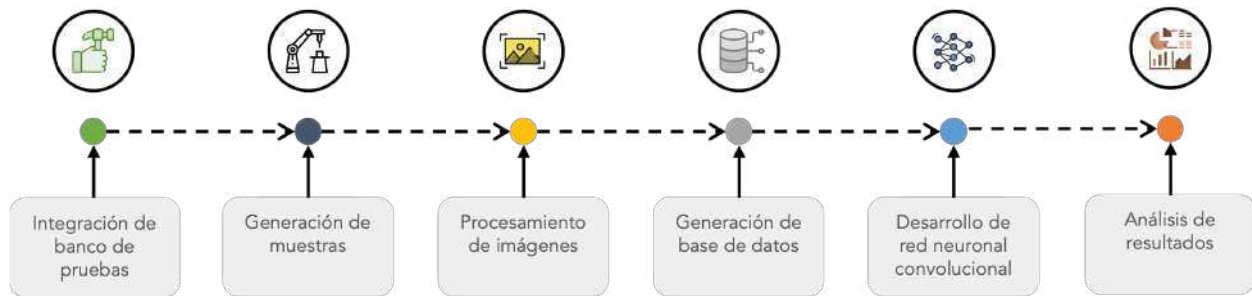 Integración de
banco de
pruebas
Generación de
muestras
Procesamiento
de imágenes
Generación de
base de datos
Desarrollo de
red neuronal
convolucional
Análisis de
resultados